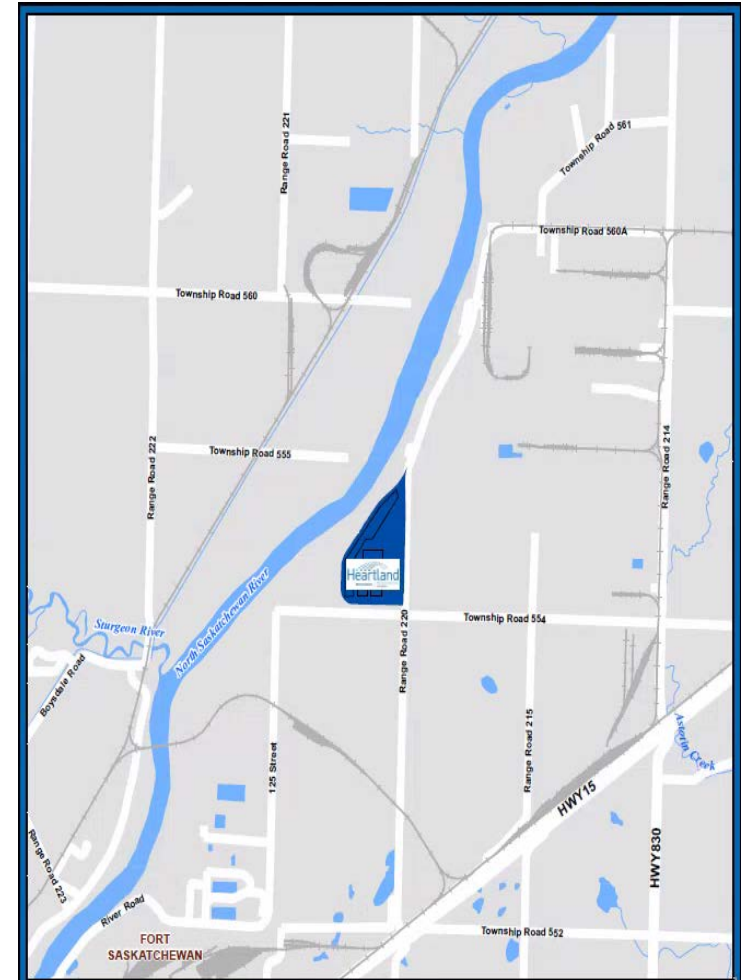 Range Road 221
Township Road 561
Township Road 560A
Township Road 560
Range Road 222
Township Road 555
Range Road 214
Heartland
North Saskatchewan River
Sturgeon River
Township Road 554
Range Road 220
Boysdale Road
125 Street
Range Road 215
Astotin Creek
HWY15
HWY830
Range Road 223
River Road
FORT
SASKATCHEWAN
Township Road 552